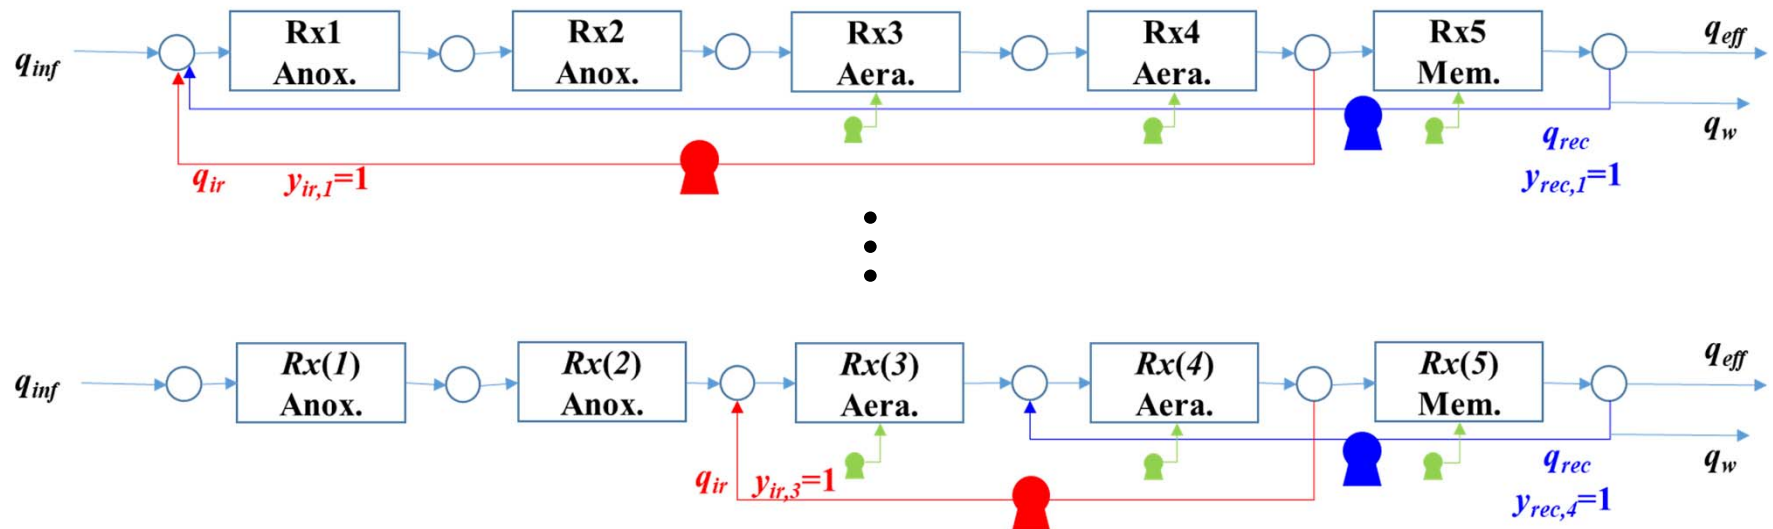 q_inf
Rx1
Anox.
Rx2
Anox.
Rx3
Aera.
Rx4
Aera.
Rx5
Mem.
q_eff
q_w
q_rec
y_rec,1=1
q_ir
y_ir,1=1
q_inf
Rx(1)
Anox.
Rx(2)
Anox.
Rx(3)
Aera.
Rx(4)
Aera.
Rx(5)
Mem.
q_eff
q_w
q_rec
y_rec,4=1
q_ir
y_ir,3=1